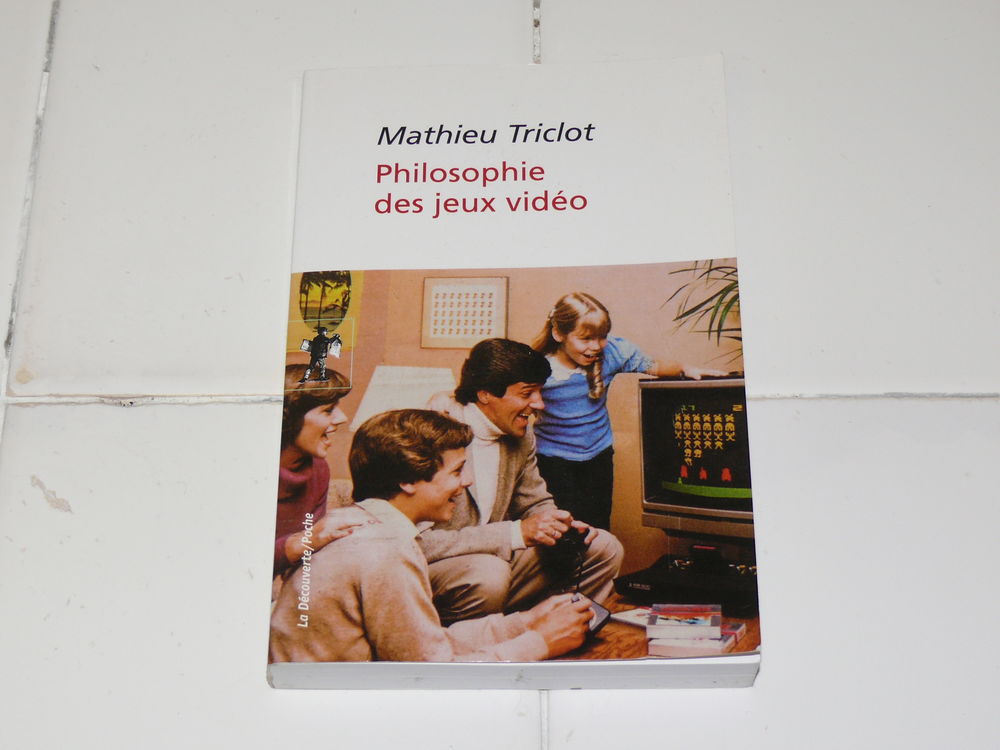 Mathieu Triclot
Philosophie
des jeux vidéo
La Découverte/Poche